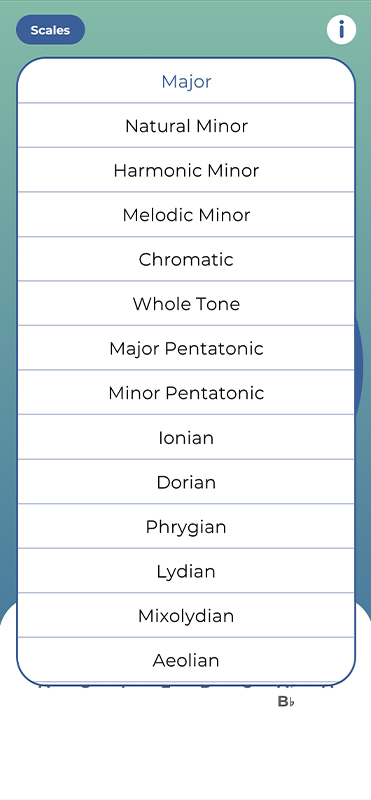 Scales
i
Major
Natural Minor
Harmonic Minor
Melodic Minor
Chromatic
Whole Tone
Major Pentatonic
Minor Pentatonic
Ionian
Dorian
Phrygian
Lydian
Mixolydian
Aeolian
B♭